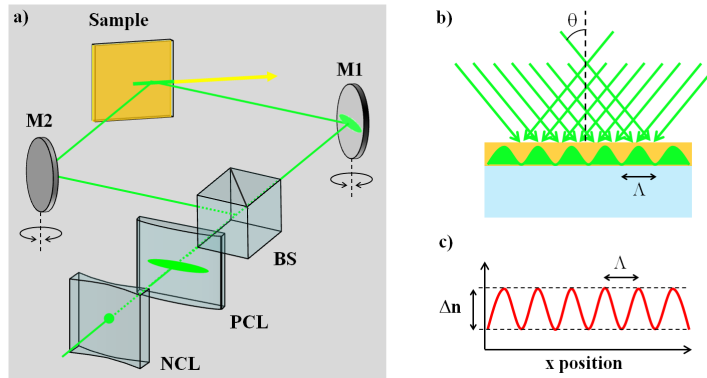 a)
Sample
M1
M2
BS
PCL
NCL
b)
θ
Λ
c)
Λ
Δn
x position